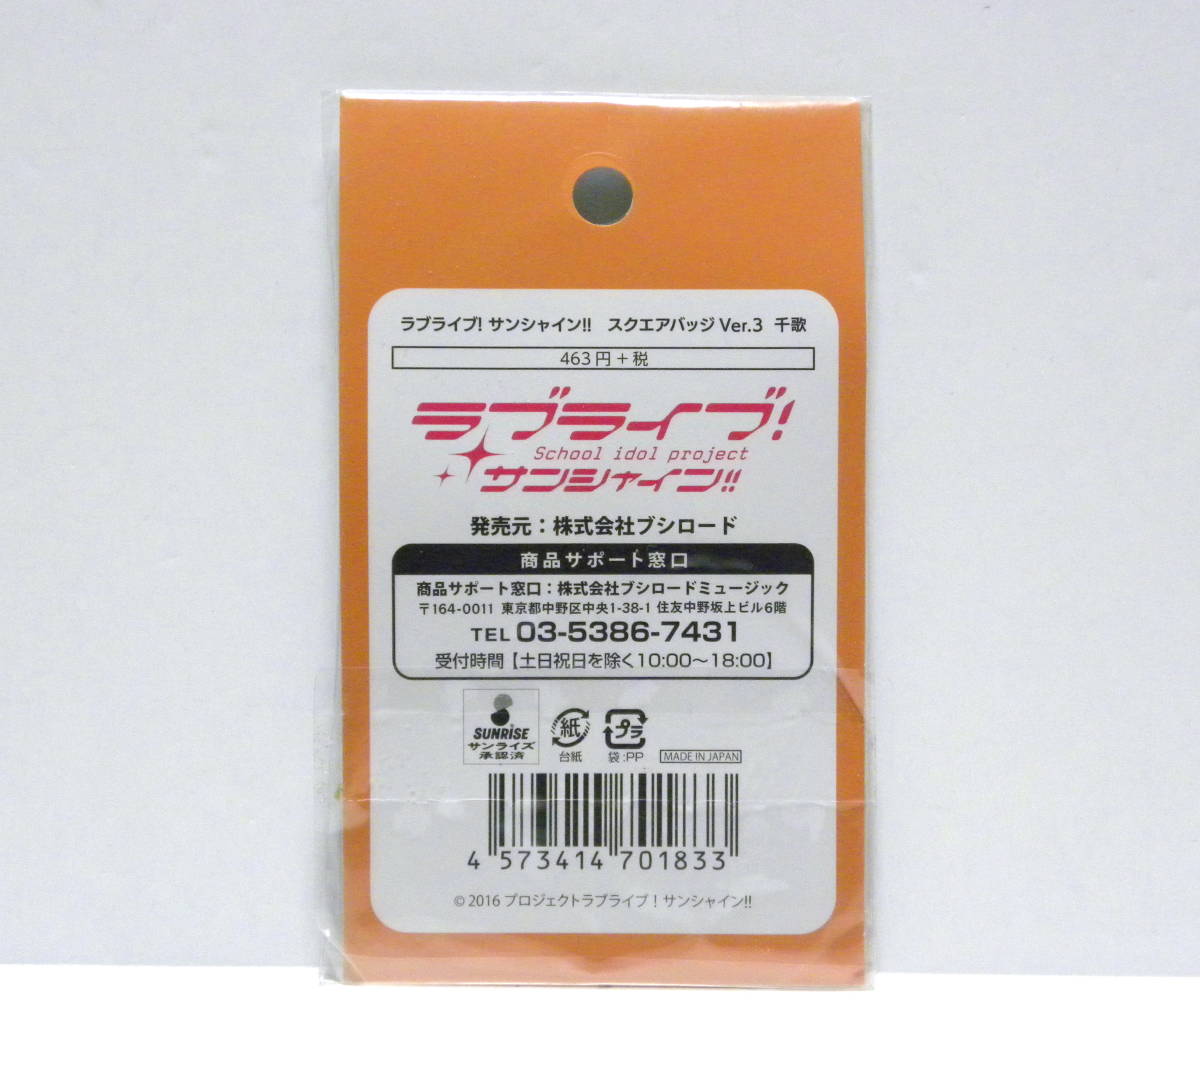 ラブライブ! サンシャイン!! スクエアバッジ Ver.3 千歌
463円+税
ラブライブ!
School idol project
サンシャイン!!
発売元：株式会社ブシロード
商品サポート窓口
商品サポート窓口：株式会社ブシロードミュージック
〒164-0011 東京都中野区中央1-38-1 住友中野坂上ビル6階
TEL 03-5386-7431
受付時間【土日祝日を除く10:00～18:00】
SUNRISE
サンライズ
承認済
紙
台紙
プラ
袋:PP
MADE IN JAPAN
4 573414 701833
©2016 プロジェクトラブライブ！サンシャイン!!